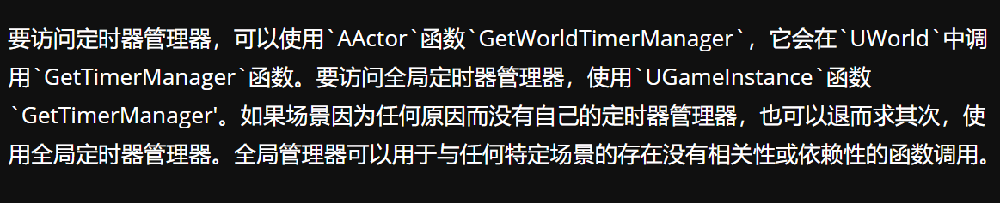 要访问定时器管理器，可以使用`AActor`函数`GetWorldTimerManager`，它会在`UWorld`中调
用`GetTimerManager`函数。要访问全局定时器管理器，使用`UGameInstance`函数
`GetTimerManager'。如果场景因为任何原因而没有自己的定时器管理器，也可以退而求其次，使
用全局定时器管理器。全局管理器可以用于与任何特定场景的存在没有相关性或依赖性的函数调用。